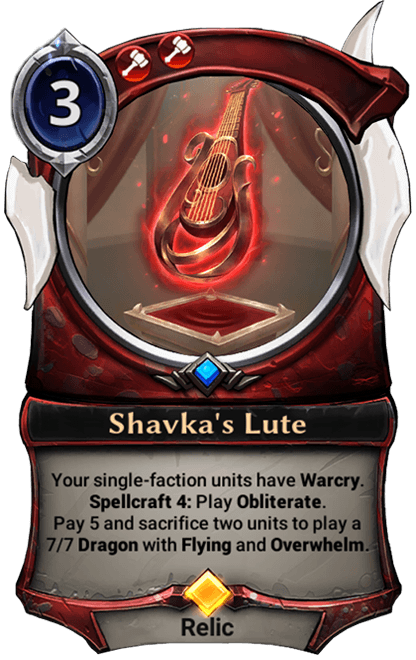 3
Shavka's Lute
Your single-faction units have Warcry.
Spellcraft 4: Play Obliterate.
Pay 5 and sacrifice two units to play a
7/7 Dragon with Flying and Overwhelm.
Relic